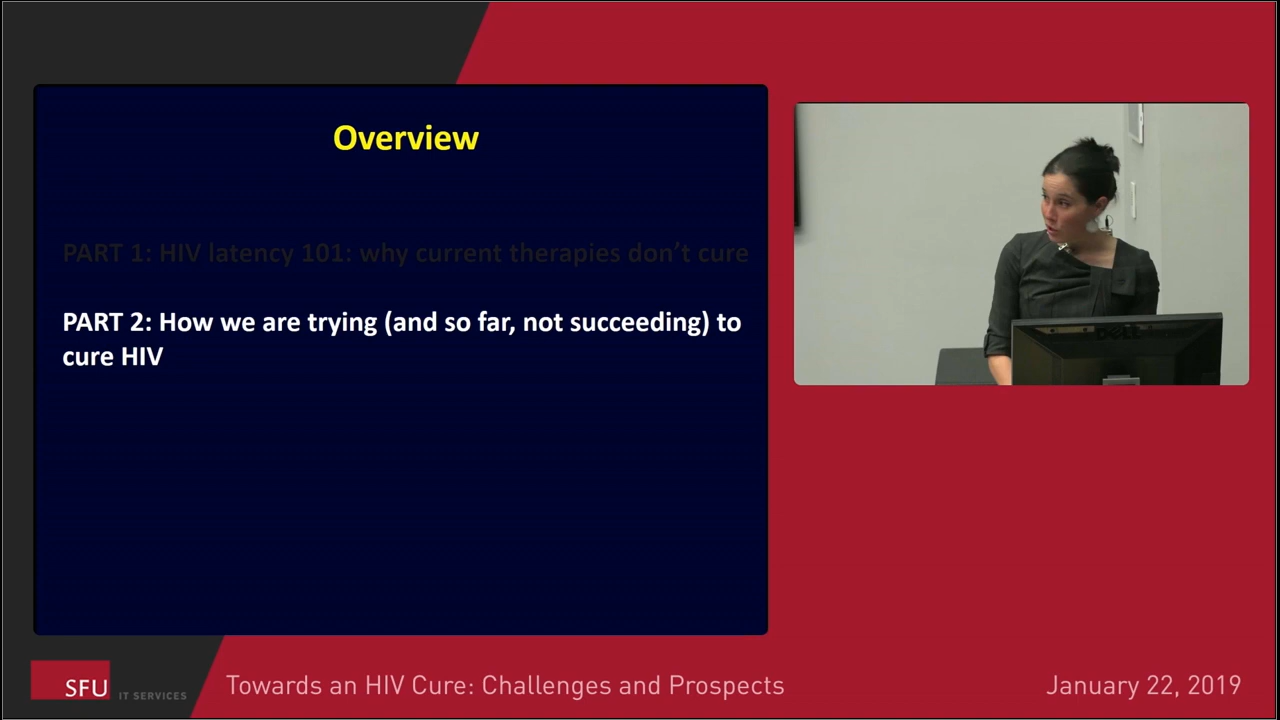 Overview
PART 1: HIV latency 101: why current therapies don’t cure
PART 2: How we are trying (and so far, not succeeding) to
cure HIV
DELL
SFU IT SERVICES
Towards an HIV Cure: Challenges and Prospects
January 22, 2019